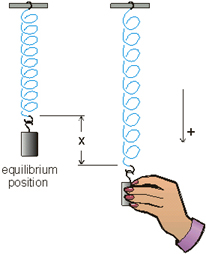 x
+
equilibrium
position